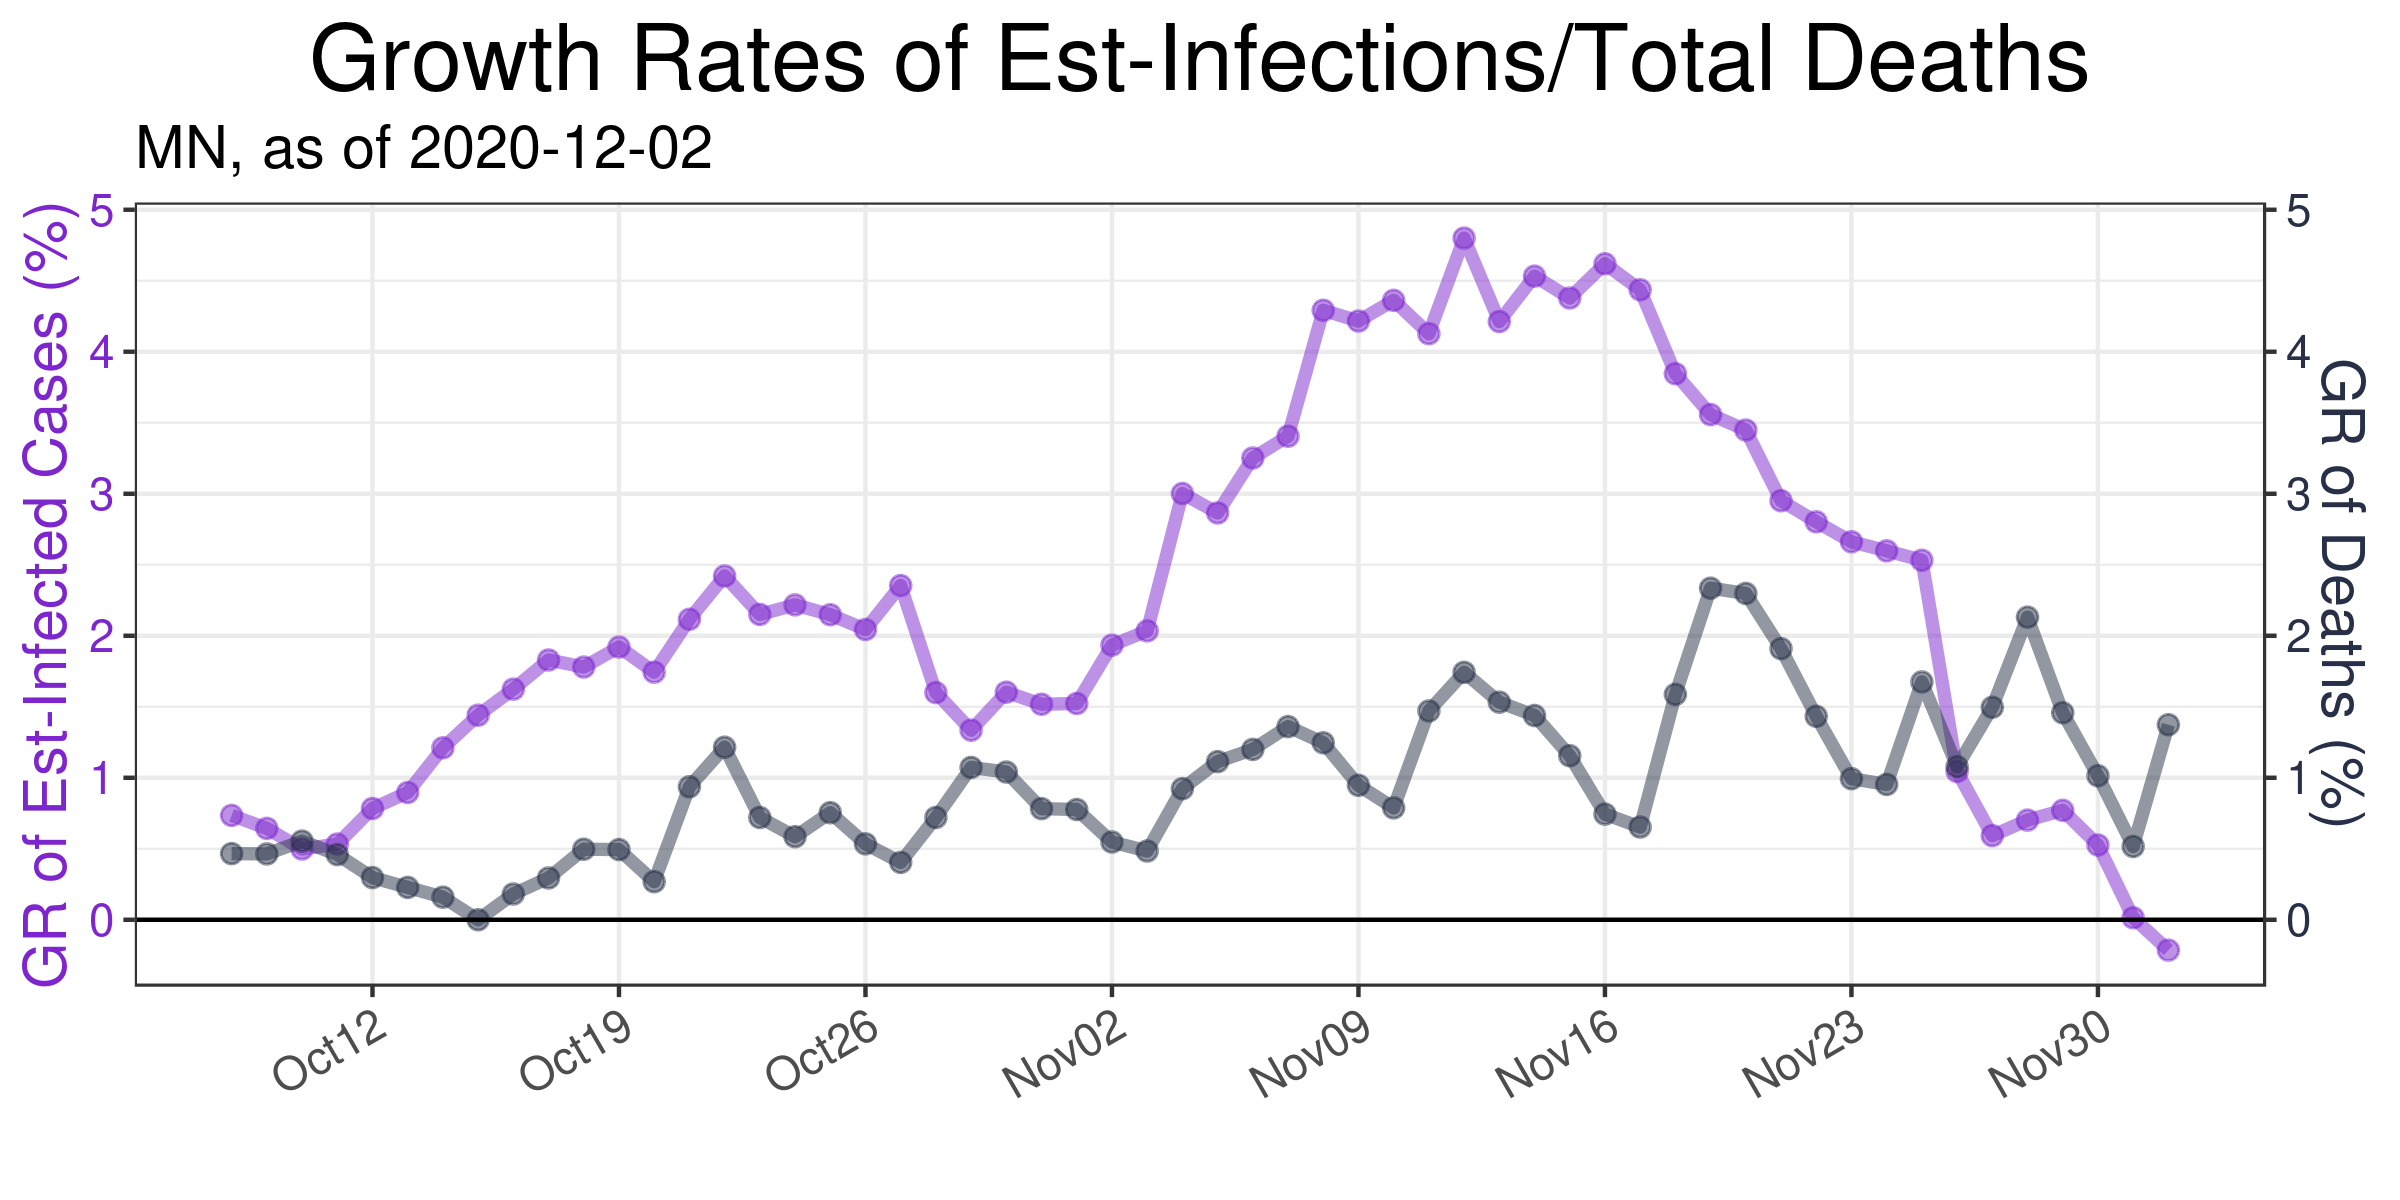 Growth Rates of Est-Infections/Total Deaths
MN, as of 2020-12-02
GR of Est-Infected Cases (%)
5
4
3
2
1
0
5
4
3
2
1
0
GR of Deaths (%)
Oct12
Oct19
Oct26
Nov02
Nov09
Nov16
Nov23
Nov30